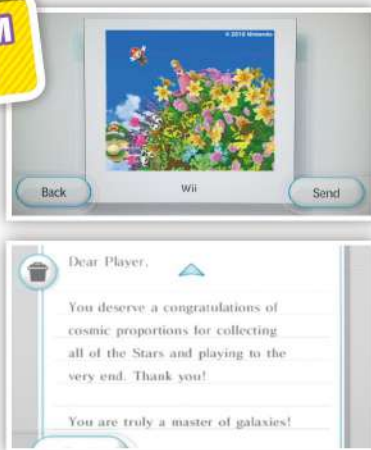 M
© 2010 Nintendo
Back
Wii
Send
Dear Player,
You deserve a congratulations of
cosmic proportions for collecting
all of the Stars and playing to the
very end. Thank you!
You are truly a master of galaxies!